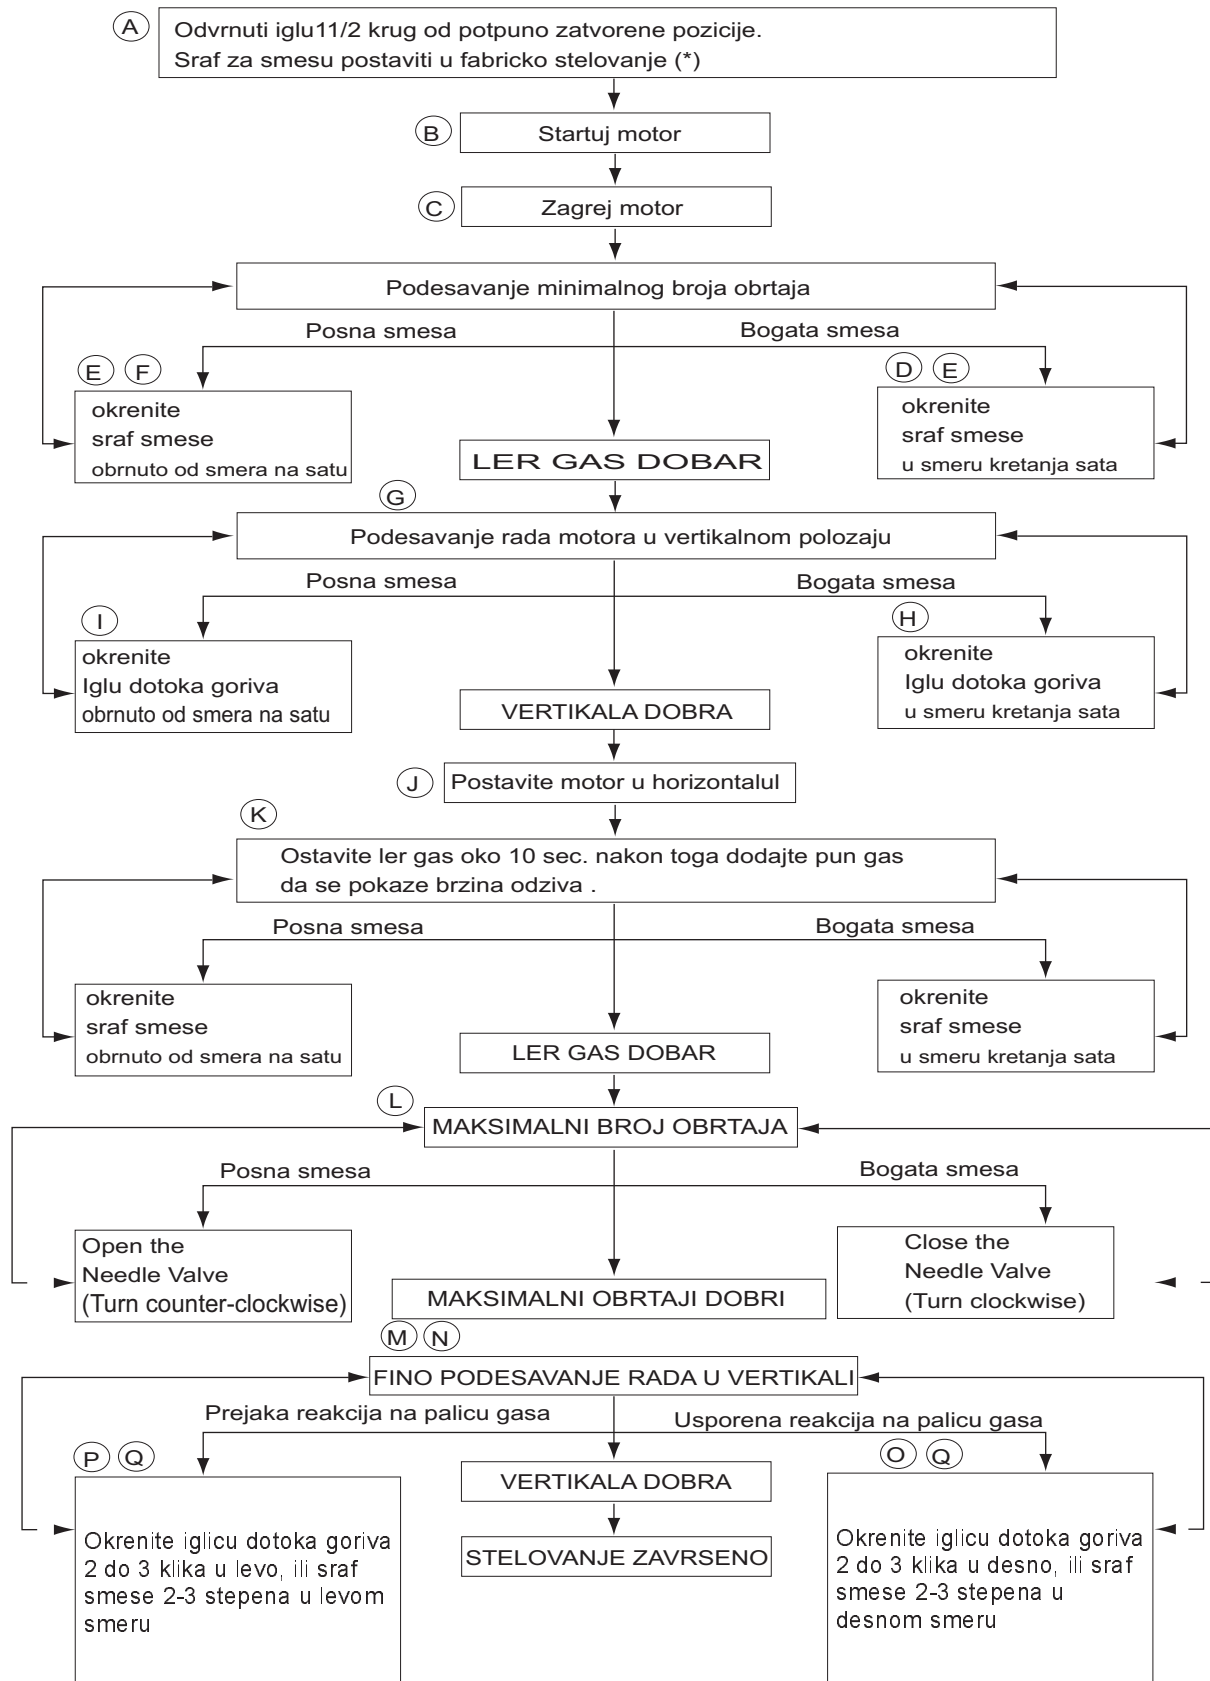 A
Odvrnuti iglu11/2 krug od potpuno zatvorene pozicije.
Sraf za smesu postaviti u fabricko stelovanje (*)
B
Startuj motor
C
Zagrej motor
Podesavanje minimalnog broja obrtaja
Posna smesa
Bogata smesa
E F
okrenite
sraf smese
obrnuto od smera na satu
D E
okrenite
sraf smese
u smeru kretanja sata
LER GAS DOBAR
G
Podesavanje rada motora u vertikalnom polozaju
Posna smesa
Bogata smesa
I
okrenite
Iglu dotoka goriva
obrnuto od smera na satu
H
okrenite
Iglu dotoka goriva
u smeru kretanja sata
VERTIKALA DOBRA
J
Postavite motor u horizontalul
K
Ostavite ler gas oko 10 sec. nakon toga dodajte pun gas
da se pokaze brzina odziva .
Posna smesa
Bogata smesa
okrenite
sraf smese
obrnuto od smera na satu
okrenite
sraf smese
u smeru kretanja sata
LER GAS DOBAR
L
MAKSIMALNI BROJ OBRTAJA
Posna smesa
Bogata smesa
Open the
Needle Valve
(Turn counter-clockwise)
Close the
Needle Valve
(Turn clockwise)
MAKSIMALNI OBRTAJI DOBRI
M N
FINO PODESAVANJE RADA U VERTIKALI
Prejaka reakcija na palicu gasa
Usporena reakcija na palicu gasa
P Q
Okrenite iglicu dotoka goriva
2 do 3 klika u levo, ili sraf
smese 2-3 stepena u levom
smeru
O Q
Okrenite iglicu dotoka goriva
2 do 3 klika u desno, ili sraf
smese 2-3 stepena u
desnom smeru
VERTIKALA DOBRA
STELOVANJE ZAVRSENO